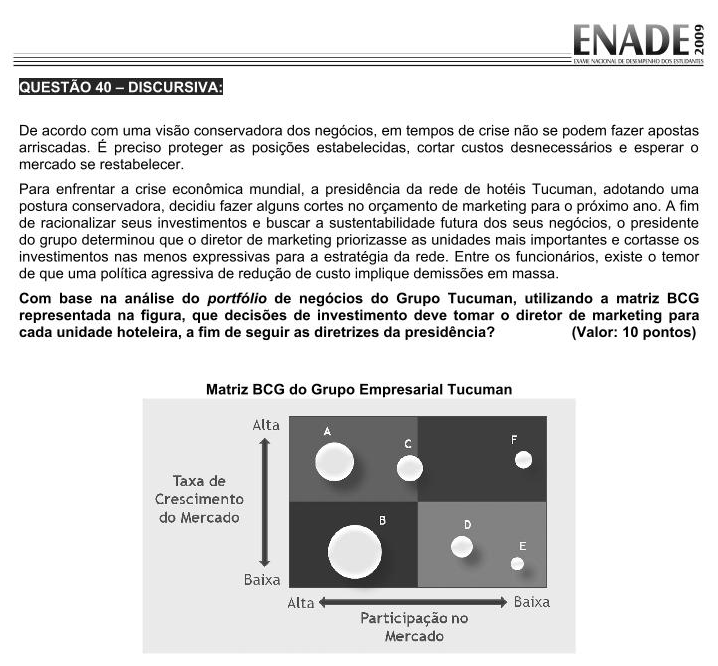 ENADE 2009
EXAME NACIONAL DE DESEMPENHO DOS ESTUDANTES
QUESTÃO 40 – DISCURSIVA:
De acordo com uma visão conservadora dos negócios, em tempos de crise não se podem fazer apostas
arriscadas. É preciso proteger as posições estabelecidas, cortar custos desnecessários e esperar o
mercado se restabelecer.
Para enfrentar a crise econômica mundial, a presidência da rede de hotéis Tucuman, adotando uma
postura conservadora, decidiu fazer alguns cortes no orçamento de marketing para o próximo ano. A fim
de racionalizar seus investimentos e buscar a sustentabilidade futura dos seus negócios, o presidente
do grupo determinou que o diretor de marketing priorizasse as unidades mais importantes e cortasse os
investimentos nas menos expressivas para a estratégia da rede. Entre os funcionários, existe o temor
de que uma política agressiva de redução de custo implique demissões em massa.
Com base na análise do portfólio de negócios do Grupo Tucuman, utilizando a matriz BCG
representada na figura, que decisões de investimento deve tomar o diretor de marketing para
cada unidade hoteleira, a fim de seguir as diretrizes da presidência? (Valor: 10 pontos)
Matriz BCG do Grupo Empresarial Tucuman
Alta
A
C
F
Taxa de
Crescimento
do Mercado
B
D
E
Baixa
Alta
Baixa
Participação no
Mercado